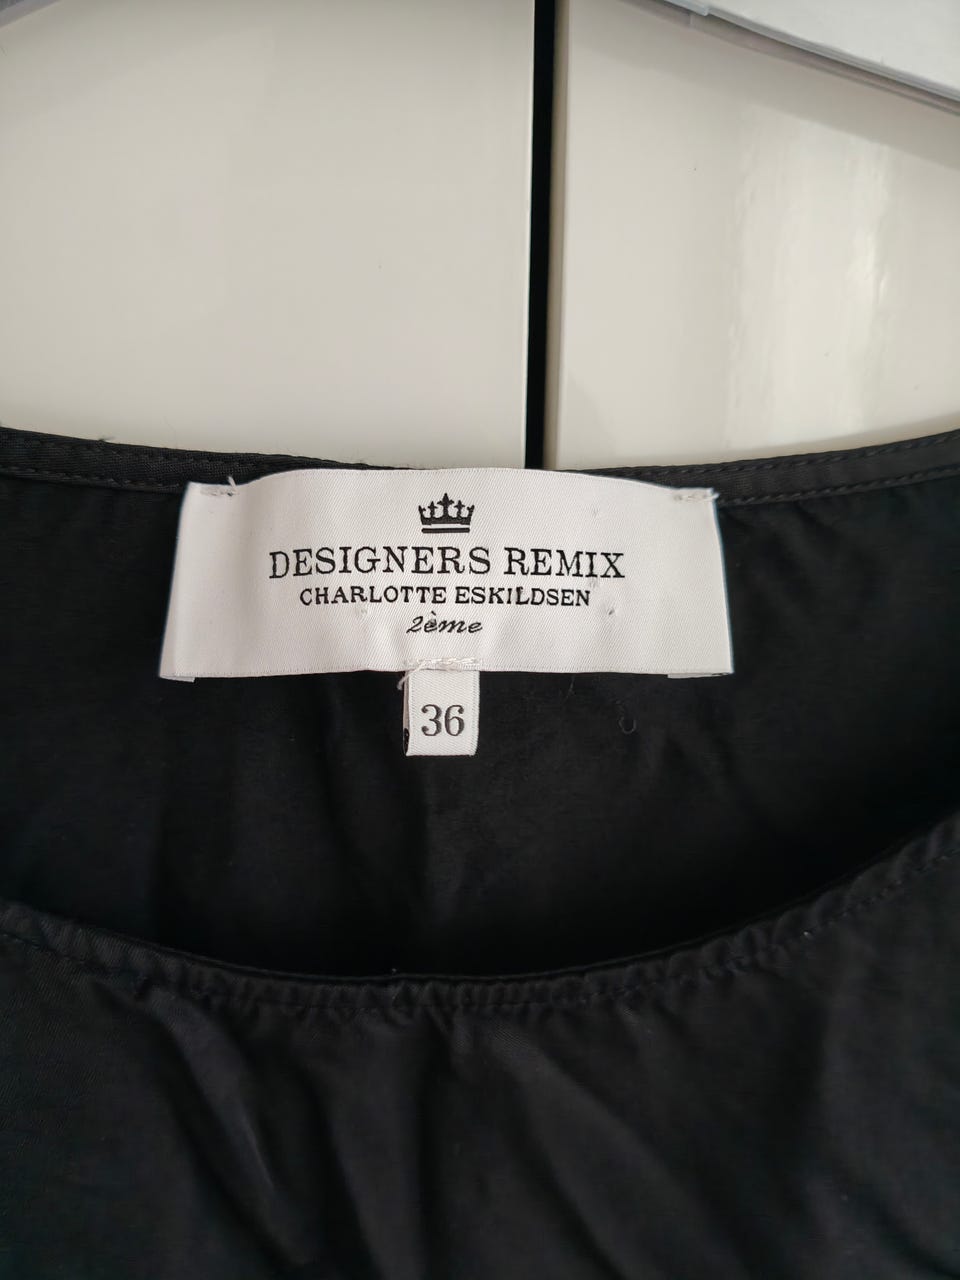 DESIGNERS REMIX
CHARLOTTE ESKILDSEN
2ème
36